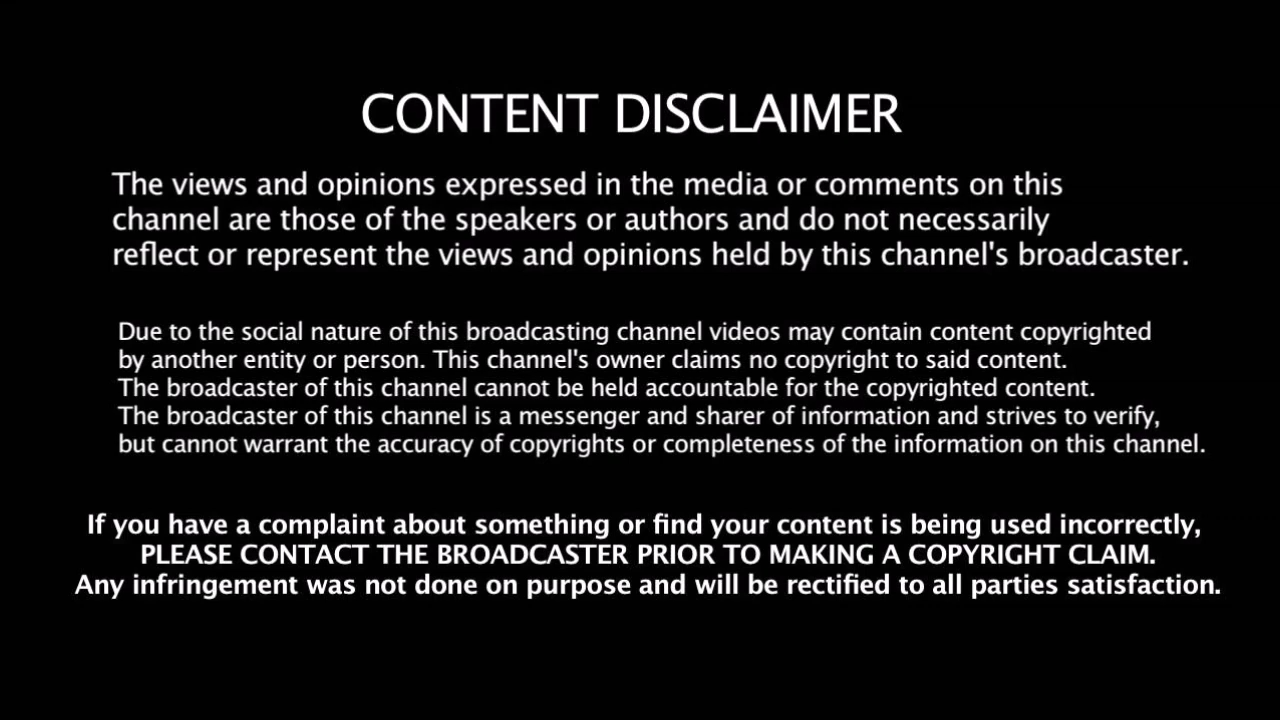 CONTENT DISCLAIMER
The views and opinions expressed in the media or comments on this
channel are those of the speakers or authors and do not necessarily
reflect or represent the views and opinions held by this channel's broadcaster.
Due to the social nature of this broadcasting channel videos may contain content copyrighted
by another entity or person. This channel's owner claims no copyright to said content.
The broadcaster of this channel cannot be held accountable for the copyrighted content.
The broadcaster of this channel is a messenger and sharer of information and strives to verify,
but cannot warrant the accuracy of copyrights or completeness of the information on this channel.
If you have a complaint about something or find your content is being used incorrectly,
PLEASE CONTACT THE BROADCASTER PRIOR TO MAKING A COPYRIGHT CLAIM.
Any infringement was not done on purpose and will be rectified to all parties satisfaction.